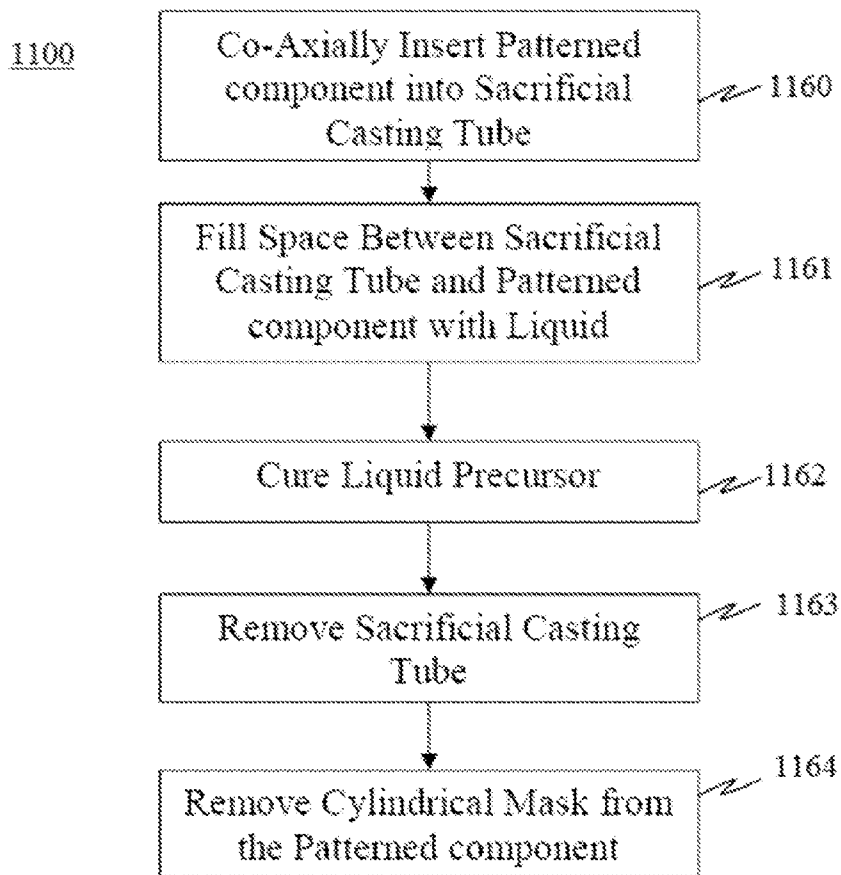 1100
Co-Axially Insert Patterned
component into Sacrificial
Casting Tube
1160
Fill Space Between Sacrificial
Casting Tube and Patterned
component with Liquid
1161
Cure Liquid Precursor
1162
Remove Sacrificial Casting
Tube
1163
Remove Cylindrical Mask from
the Patterned component
1164